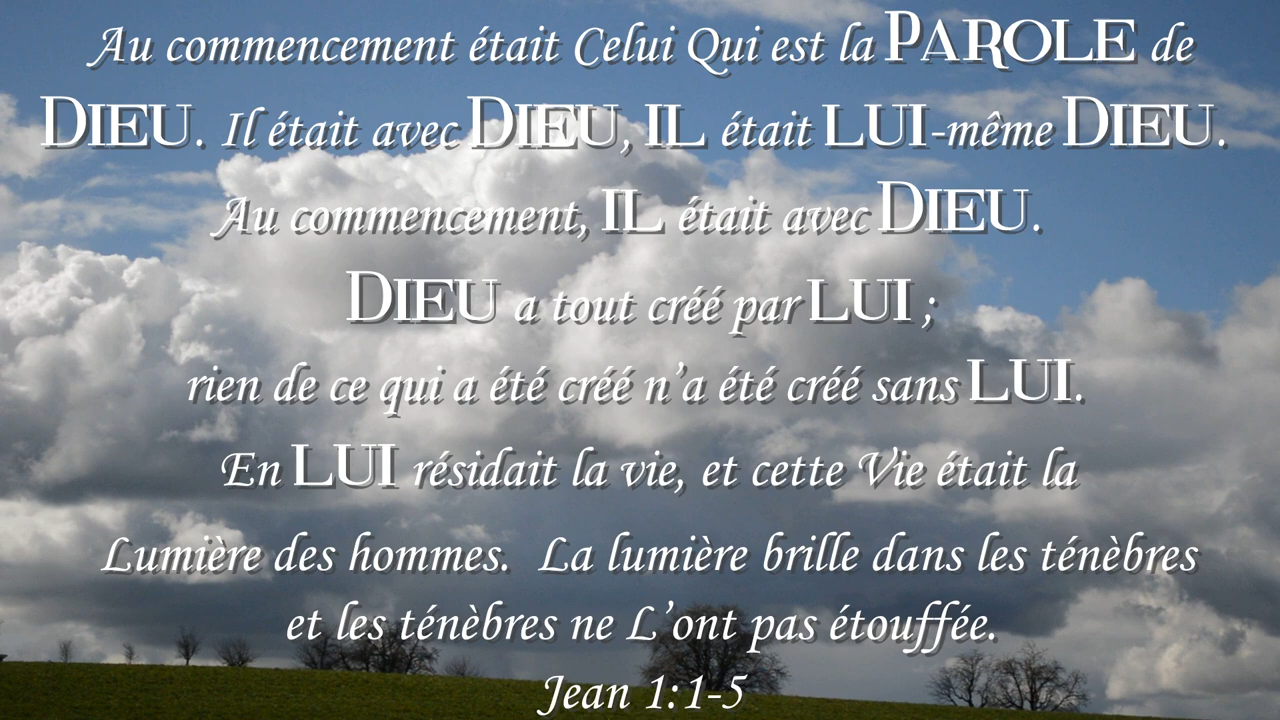 Au commencement était Celui Qui est la PAROLE de
DIEU. Il était avec DIEU, IL était LUI-même DIEU.
Au commencement, IL était avec DIEU.
DIEU a tout créé par LUI ;
rien de ce qui a été créé n’a été créé sans LUI.
En LUI résidait la vie, et cette Vie était la
Lumière des hommes. La lumière brille dans les ténèbres
et les ténèbres ne L’ont pas étouffée.
Jean 1:1-5